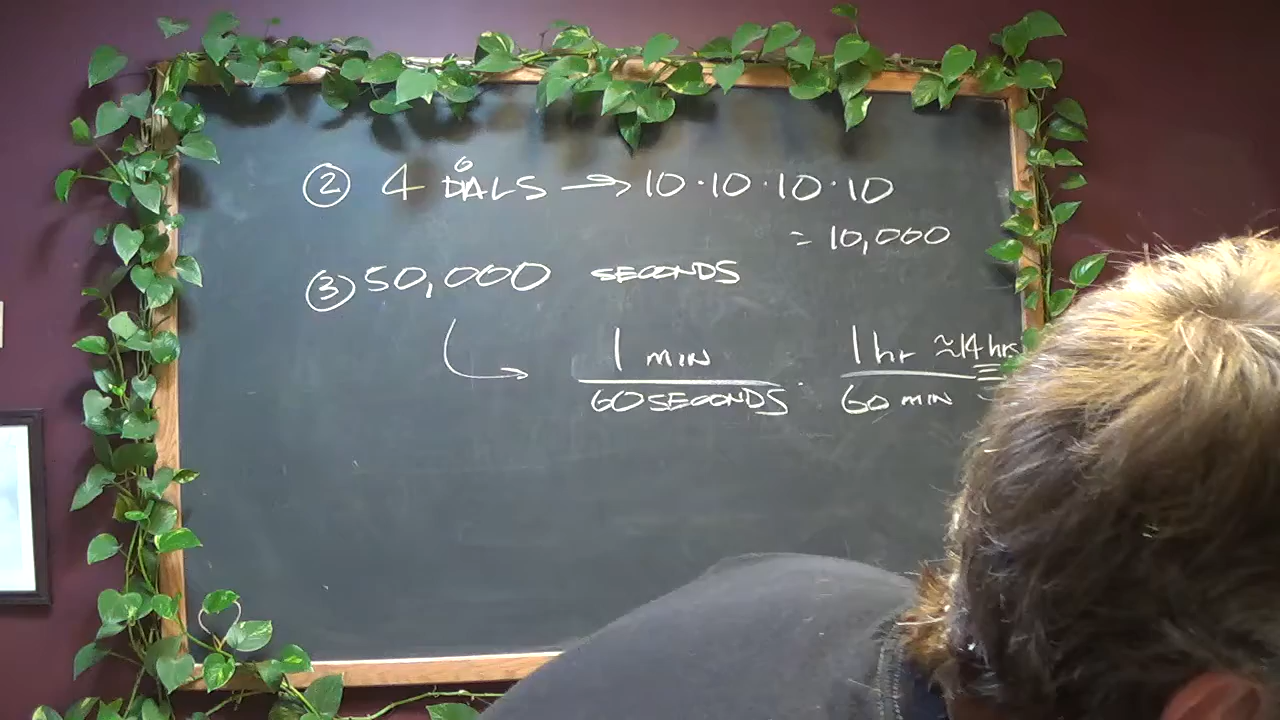 ② 4 DIALS → 10 · 10 · 10 · 10
= 10,000
③ 50,000 SECONDS
1 MIN / 60 SECONDS · 1 hr / 60 MIN ≈ 14 hrs